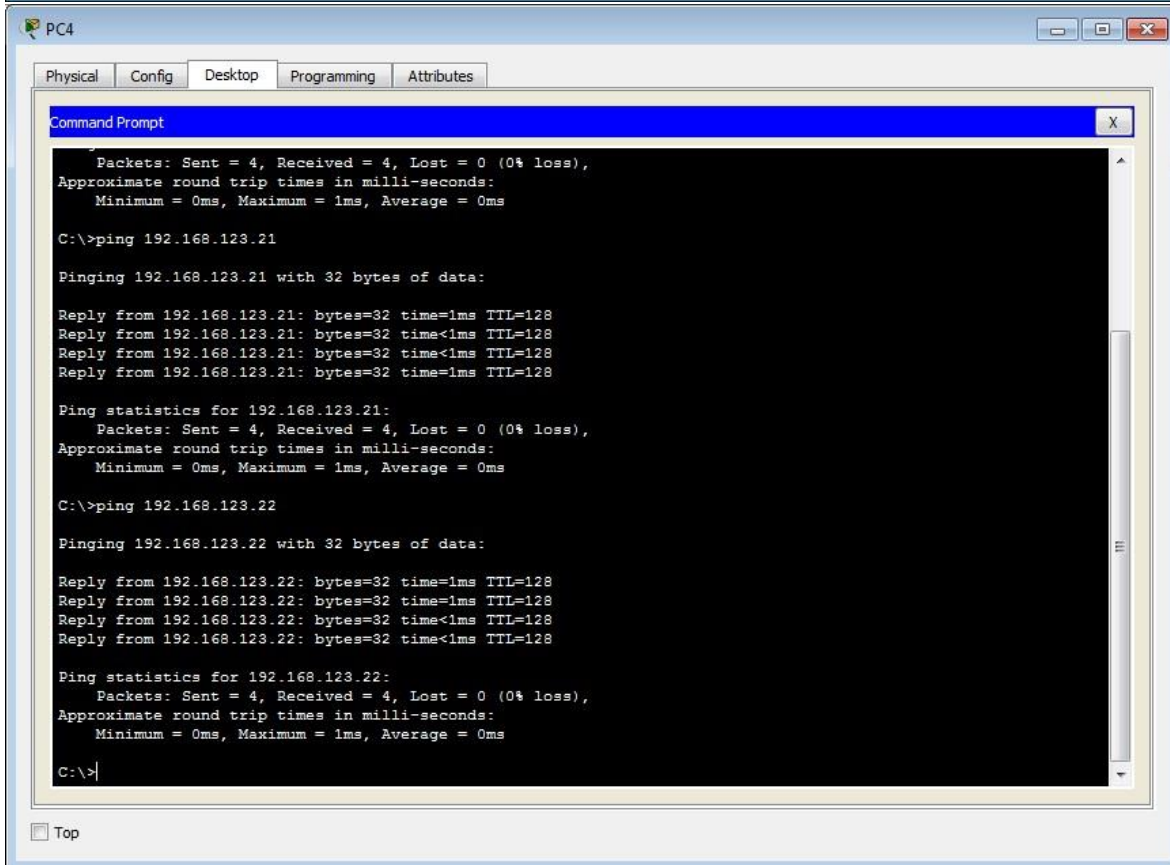 PC4
Physical Config Desktop Programming Attributes
Command Prompt
X
Packets: Sent = 4, Received = 4, Lost = 0 (0% loss),
Approximate round trip times in milli-seconds:
Minimum = 0ms, Maximum = 1ms, Average = 0ms
C:\>ping 192.168.123.21
Pinging 192.168.123.21 with 32 bytes of data:
Reply from 192.168.123.21: bytes=32 time=1ms TTL=128
Reply from 192.168.123.21: bytes=32 time<1ms TTL=128
Reply from 192.168.123.21: bytes=32 time<1ms TTL=128
Reply from 192.168.123.21: bytes=32 time=1ms TTL=128
Ping statistics for 192.168.123.21:
Packets: Sent = 4, Received = 4, Lost = 0 (0% loss),
Approximate round trip times in milli-seconds:
Minimum = 0ms, Maximum = 1ms, Average = 0ms
C:\>ping 192.168.123.22
Pinging 192.168.123.22 with 32 bytes of data:
Reply from 192.168.123.22: bytes=32 time=1ms TTL=128
Reply from 192.168.123.22: bytes=32 time=1ms TTL=128
Reply from 192.168.123.22: bytes=32 time<1ms TTL=128
Reply from 192.168.123.22: bytes=32 time<1ms TTL=128
Ping statistics for 192.168.123.22:
Packets: Sent = 4, Received = 4, Lost = 0 (0% loss),
Approximate round trip times in milli-seconds:
Minimum = 0ms, Maximum = 1ms, Average = 0ms
C:\>
Top